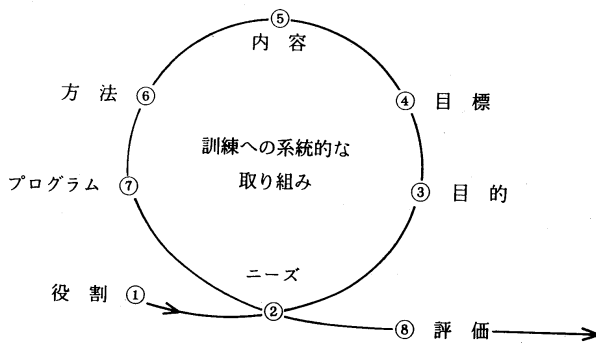 ⑤
内容
方法 ⑥
④ 目標
訓練への系統的な
取り組み
プログラム ⑦
③ 目的
ニーズ
役割 ①
②
⑧ 評価